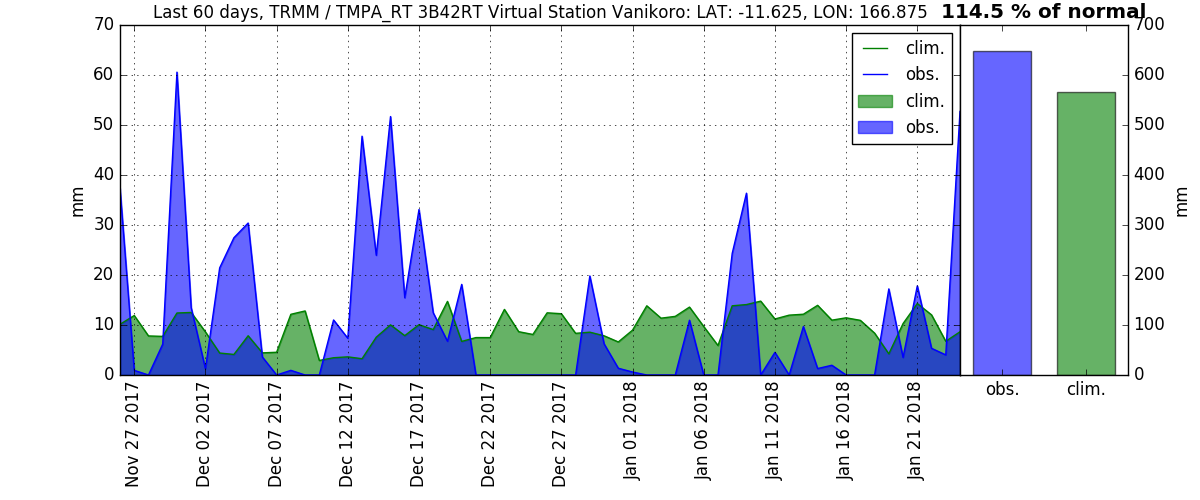 Last 60 days, TRMM / TMPA_RT 3B42RT Virtual Station Vanikoro: LAT: -11.625, LON: 166.875
114.5 % of normal
70
60
50
40
30
20
10
0
mm
clim.
obs.
clim.
obs.
Nov 27 2017
Dec 02 2017
Dec 07 2017
Dec 12 2017
Dec 17 2017
Dec 22 2017
Dec 27 2017
Jan 01 2018
Jan 06 2018
Jan 11 2018
Jan 16 2018
Jan 21 2018
700
600
500
400
300
200
100
0
mm
obs.
clim.